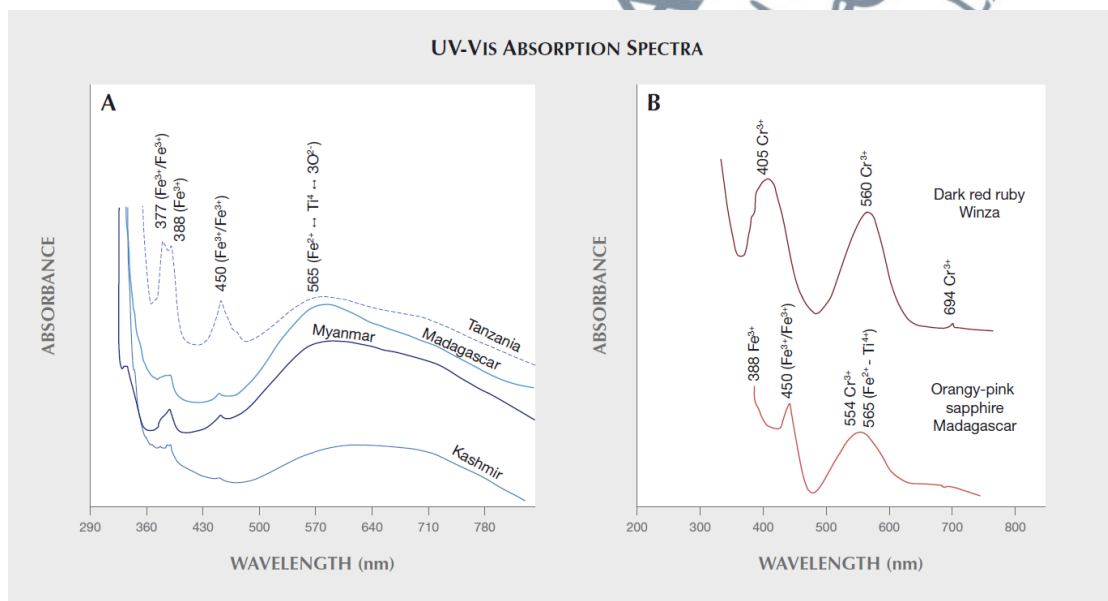 UV-VIS ABSORPTION SPECTRA
A
ABSORBANCE
377 (Fe³⁺/Fe³⁺)
388 (Fe³⁺)
450 (Fe³⁺/Fe³⁺)
565 (Fe²⁺ ↔ Ti⁴ ↔ 3O²⁻)
Tanzania
Madagascar
Myanmar
Kashmir
290 360 430 500 570 640 710 780
WAVELENGTH (nm)
B
ABSORBANCE
405 Cr³⁺
560 Cr³⁺
694 Cr³⁺
Dark red ruby
Winza
388 Fe³⁺
450 (Fe³⁺/Fe³⁺)
554 Cr³⁺
565 (Fe²⁺ - Ti⁴⁺)
Orangy-pink
sapphire
Madagascar
200 300 400 500 600 700 800
WAVELENGTH (nm)